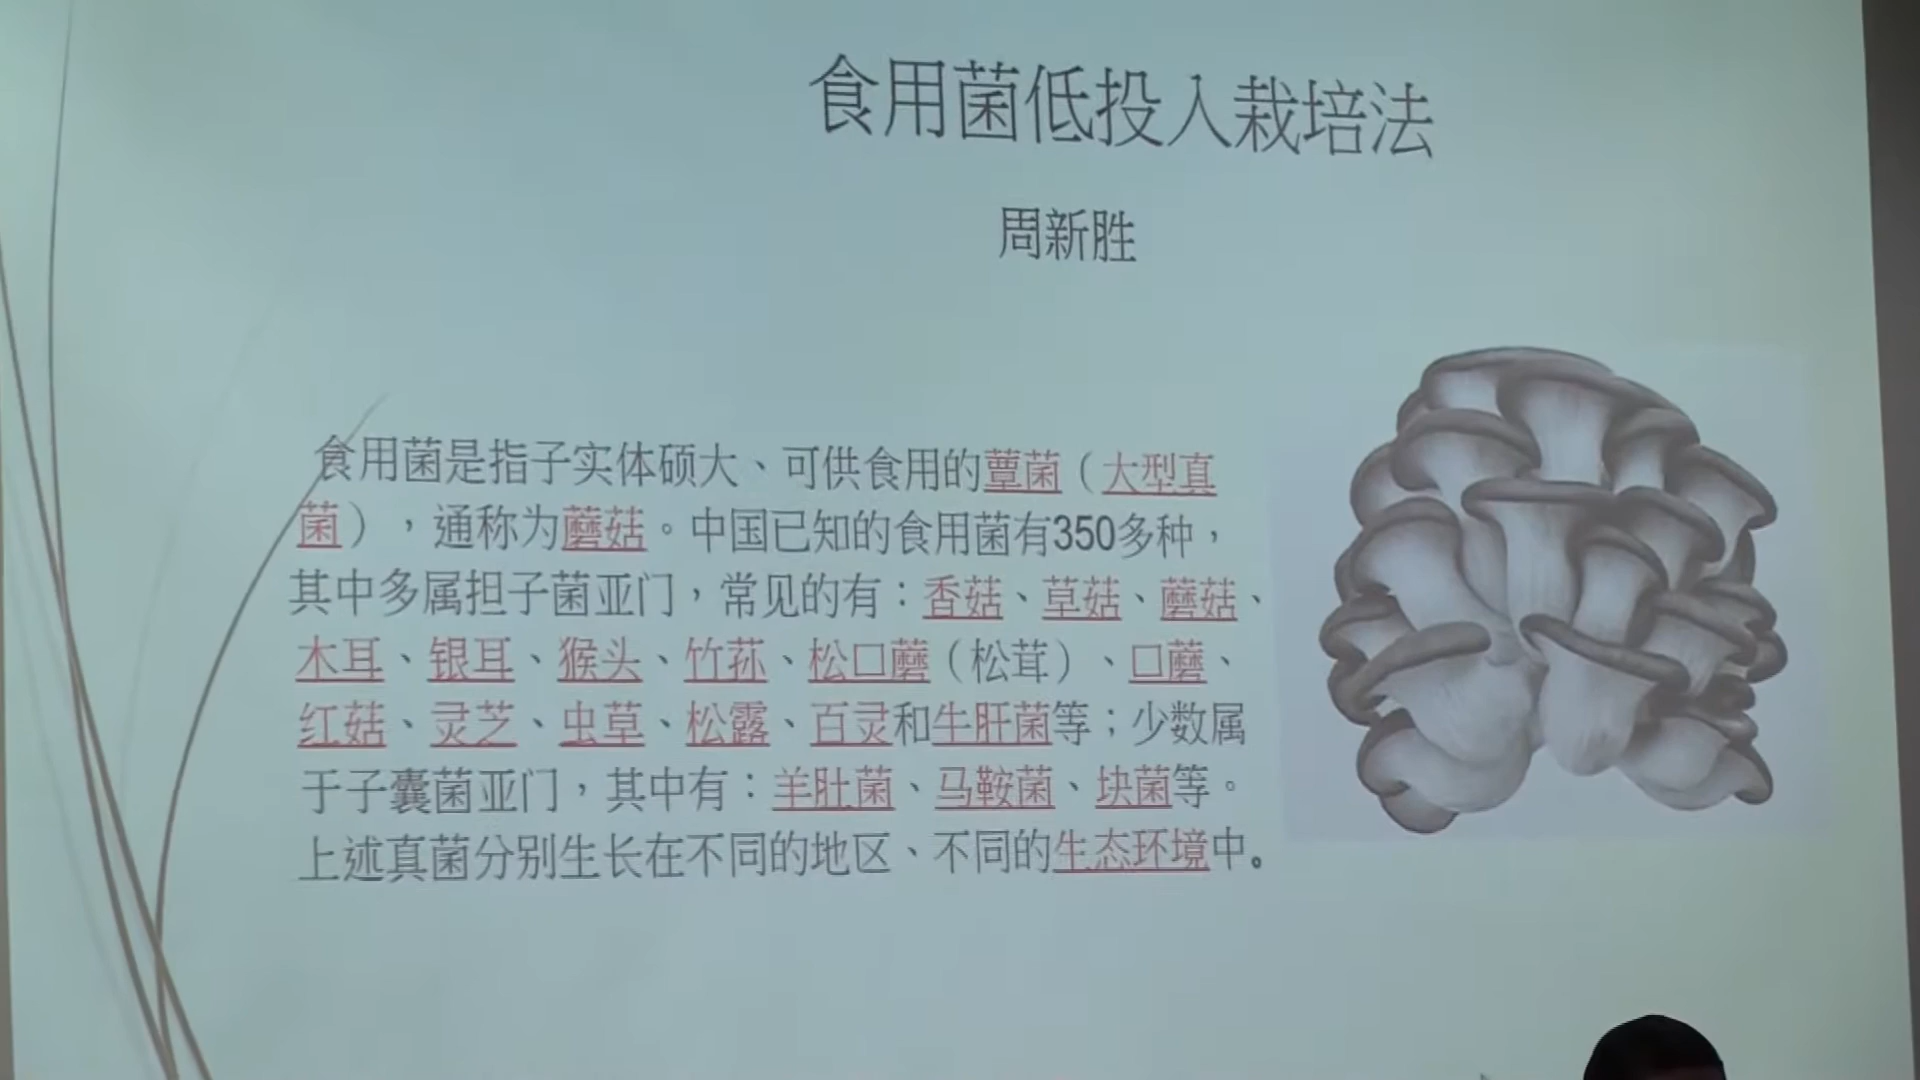 食用菌低投入栽培法
周新胜
食用菌是指子实体硕大、可供食用的蕈菌（大型真
菌），通称为蘑菇。中国已知的食用菌有350多种，
其中多属担子菌亚门，常见的有：香菇、草菇、蘑菇、
木耳、银耳、猴头、竹荪、松口蘑（松茸）、口蘑、
红菇、灵芝、虫草、松露、百灵和牛肝菌等；少数属
于子囊菌亚门，其中有：羊肚菌、马鞍菌、块菌等。
上述真菌分别生长在不同的地区、不同的生态环境中。